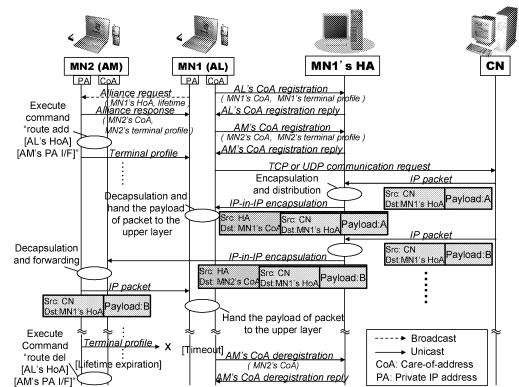 MN2 (AM)
MN1 (AL)
MN1's HA
CN
PA
CoA
PA
CoA
Alliance request
( MN1's HoA, lifetime)
Alliance response
( MN2's CoA,
MN2's terminal profile)
Execute
command
"route add
[AL's HoA]
[AM's PA I/F]"
Terminal profile
AL's CoA registration
( MN1's CoA, MN1's terminal profile )
AL's CoA registration reply
AM's CoA registration
( MN2's CoA, MN2's terminal profile )
AM's CoA registration reply
TCP or UDP communication request
Encapsulation
and distribution
IP packet
Src: CN
Dst:MN1's HoA
Payload:A
Decapsulation and
hand the payload
of packet to the
upper layer
IP-in-IP encapsulation
Src: HA
Dst: MN1's CoA
Src: CN
Dst:MN1's HoA
Payload:A
IP packet
Src: CN
Dst:MN1's HoA
Payload:B
Decapsulation
and forwarding
IP-in-IP encapsulation
Src: HA
Dst: MN2's CoA
Src: CN
Dst:MN1's HoA
Payload:B
IP packet
Src: CN
Dst:MN1's HoA
Payload:B
Hand the payload of packet
to the upper layer
Execute
Command
"route del
[AL's HoA]
[AM's PA I/F]"
Terminal profile
X
[Lifetime expiration]
[Timeout]
AM's CoA deregistration
(MN2's CoA)
AM's CoA deregistration reply
Broadcast
Unicast
CoA: Care-of-address
PA: Private IP address